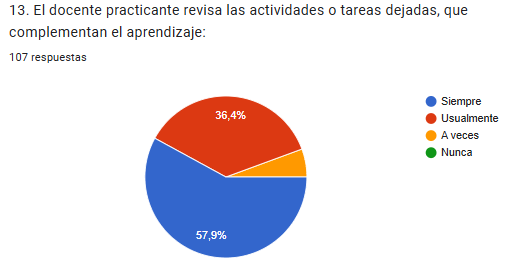 13. El docente practicante revisa las actividades o tareas dejadas, que
complementan el aprendizaje:
107 respuestas
36,4%
57,9%
Siempre
Usualmente
A veces
Nunca